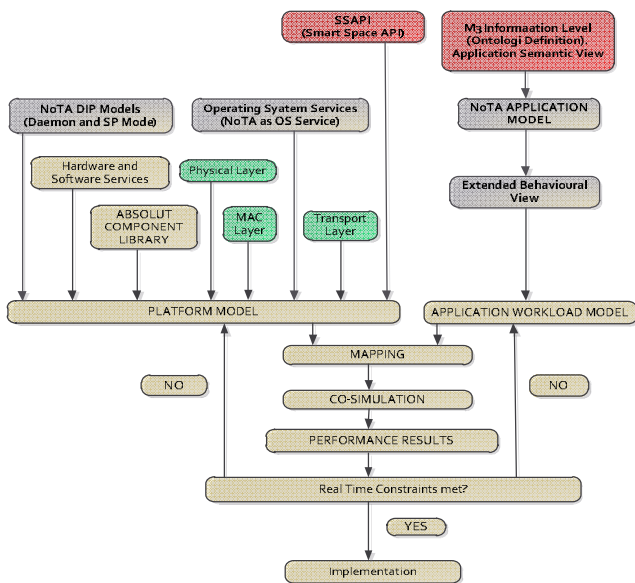 SSAPI
(Smart Space API)
M3 Informaation Level
(Ontologi Definition)
Application Semantic View
NoTA DIP Models
(Daemon and SP Mode)
Operating System Services
(NoTA as OS Service)
NoTA APPLICATION
MODEL
Hardware and
Software Services
Physical Layer
Extended Behavioural
View
ABSOLUT
COMPONENT
LIBRARY
MAC
Layer
Transport
Layer
PLATFORM MODEL
APPLICATION WORKLOAD MODEL
MAPPING
NO
NO
CO-SIMULATION
PERFORMANCE RESULTS
Real Time Constraints met?
YES
Implementation